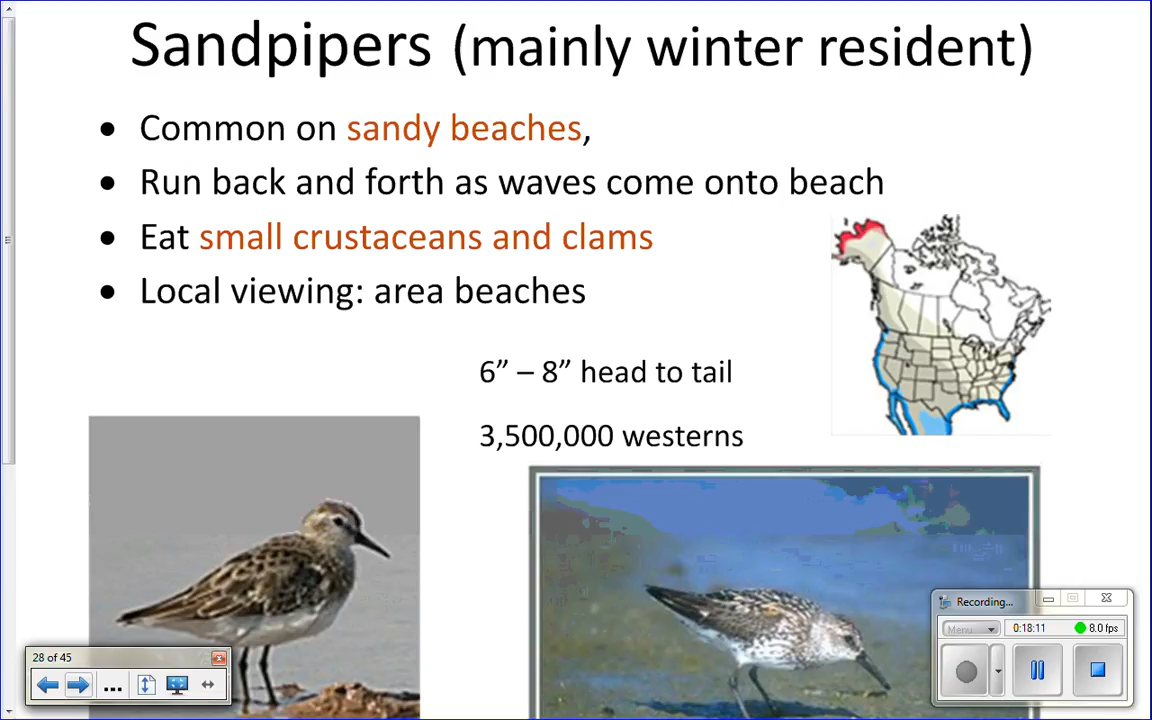 Sandpipers (mainly winter resident)
• Common on sandy beaches,
• Run back and forth as waves come onto beach
• Eat small crustaceans and clams
• Local viewing: area beaches
6” – 8” head to tail
3,500,000 westerns
Recording...
Menu
0:18:11
8.0 fps
28 of 45
...